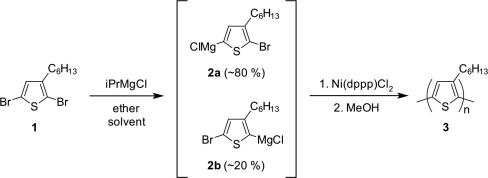 C6H13
ClMg
S
Br
2a (~80 %)
C6H13
Br
S
Br
1
iPrMgCl
ether
solvent
C6H13
Br
S
MgCl
2b (~20 %)
1. Ni(dppp)Cl2
2. MeOH
C6H13
S
n
3